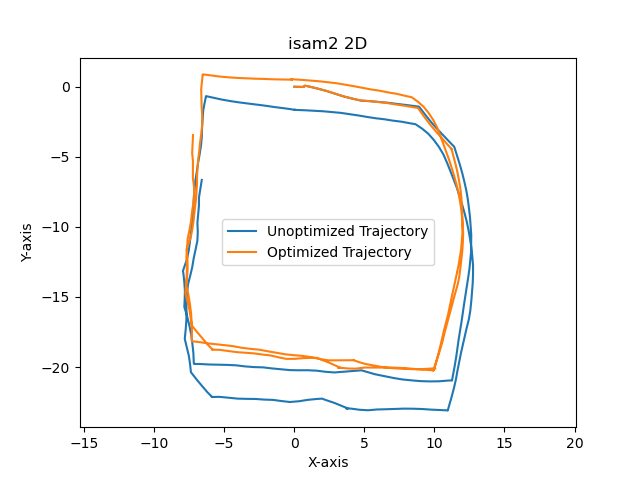 isam2 2D
0
−5
−10
−15
−20
Y-axis
Unoptimized Trajectory
Optimized Trajectory
−15 −10 −5 0 5 10 15 20
X-axis